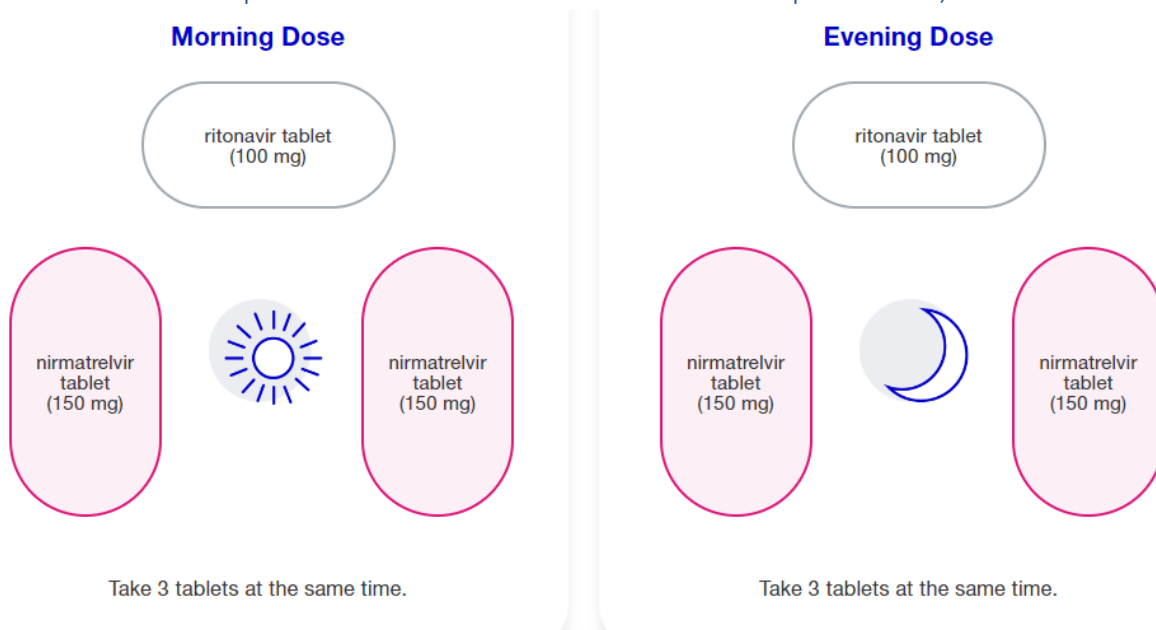 Morning Dose
ritonavir tablet
(100 mg)
nirmatrelvir
tablet
(150 mg)
nirmatrelvir
tablet
(150 mg)
Take 3 tablets at the same time.
Evening Dose
ritonavir tablet
(100 mg)
nirmatrelvir
tablet
(150 mg)
nirmatrelvir
tablet
(150 mg)
Take 3 tablets at the same time.